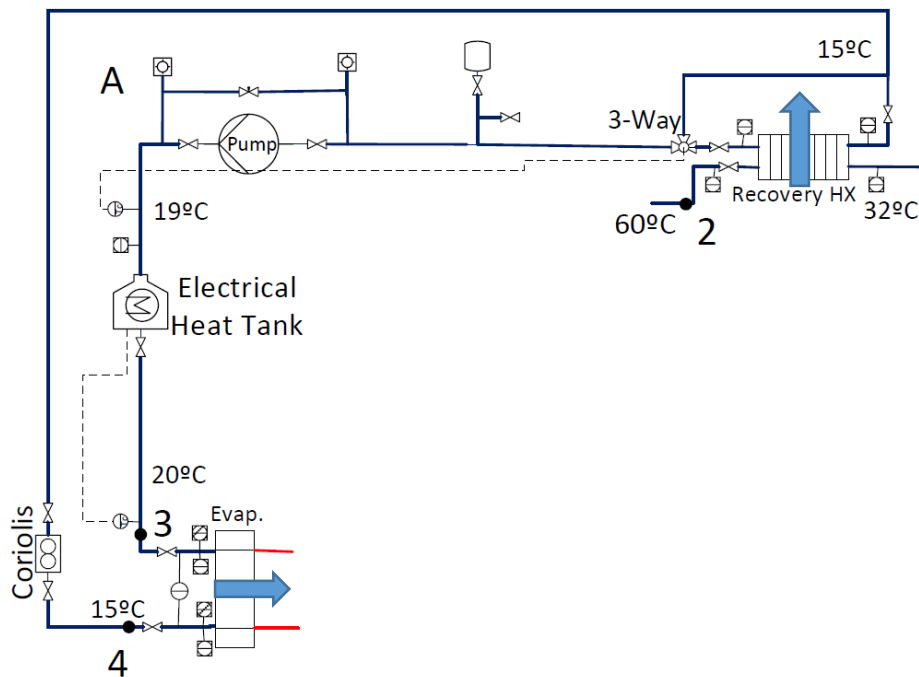 15ºC
A
3-Way
Pump
Recovery HX
19ºC
60ºC
2
32ºC
Electrical
Heat Tank
20ºC
3
Evap.
Coriolis
15ºC
4